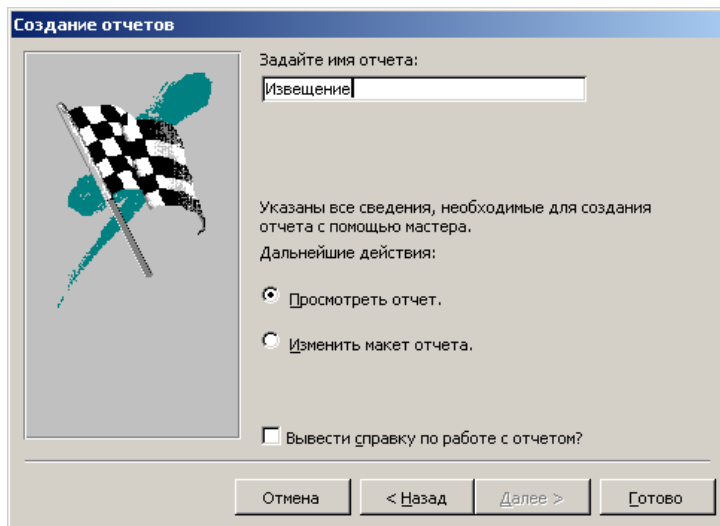 Создание отчетов
Задайте имя отчета:
Извещение
Указаны все сведения, необходимые для создания
отчета с помощью мастера.
Дальнейшие действия:
Просмотреть отчет.
Изменить макет отчета.
Вывести справку по работе с отчетом?
Отмена
< Назад
Далее >
Готово